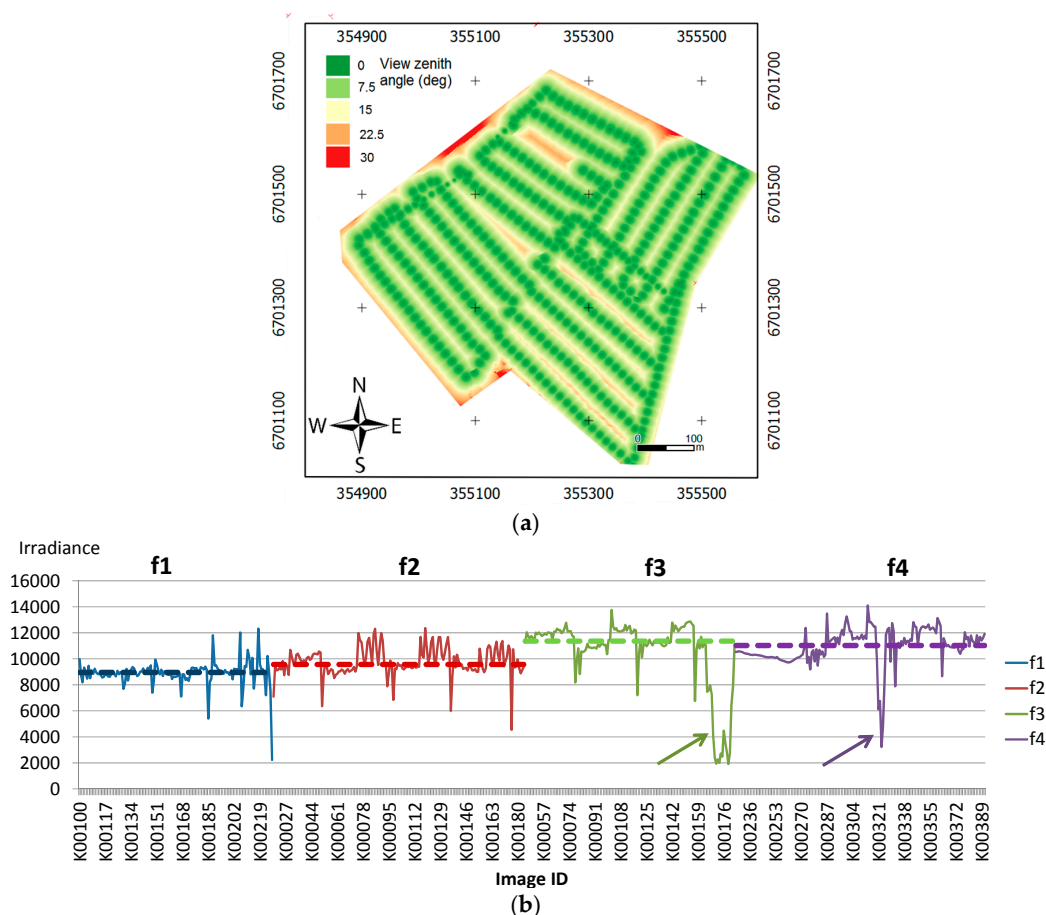 354900 355100 355300 355500
0 View zenith
angle (deg)
7.5
15
22.5
30
6701700
6701500
6701300
6701100
6701700
6701500
6701300
6701100
N
W E
S
0 100
m
354900 355100 355300 355500
(a)
Irradiance
f1 f2 f3 f4
16000
14000
12000
10000
8000
6000
4000
2000
0
f1
f2
f3
f4
K00100 K00117 K00134 K00151 K00168 K00185 K00202 K00219 K00027 K00044 K00061 K00078 K00095 K00112 K00129 K00146 K00163 K00180 K00057 K00074 K00091 K00108 K00125 K00142 K00159 K00176 K00236 K00253 K00270 K00287 K00304 K00321 K00338 K00355 K00372 K00389
Image ID
(b)